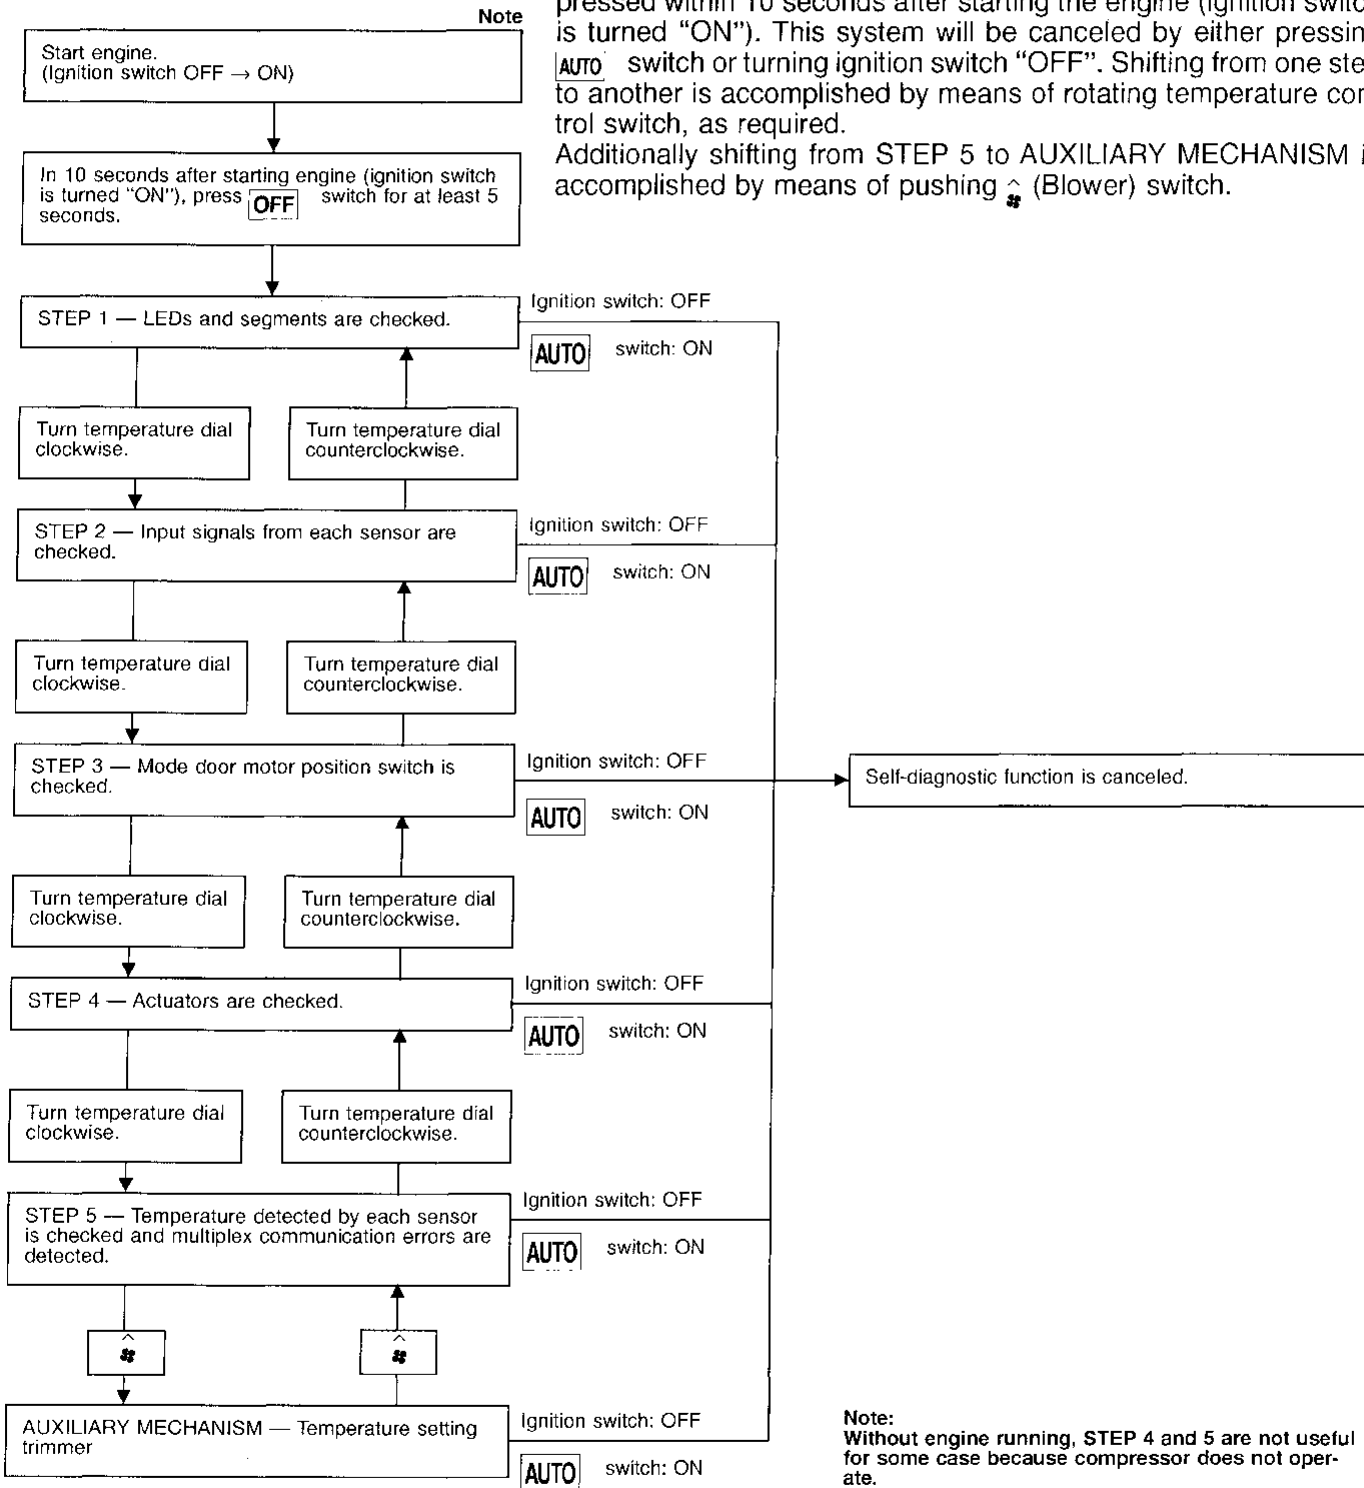 pressed within 10 seconds after starting the engine (ignition
is turned “ON”). This system will be canceled by either
AUTO switch or turning ignition switch “OFF”. Shifting from one
to another is accomplished by means of rotating temperature
trol switch, as required.
Additionally shifting from STEP 5 to AUXILIARY MECHANISM
accomplished by means of pushing (Blower) switch.
Note
Start engine.
(Ignition switch OFF → ON)
In 10 seconds after starting engine (ignition switch
is turned “ON”), press OFF switch for at least 5
seconds.
STEP 1 — LEDs and segments are checked.
Ignition switch: OFF
AUTO switch: ON
Turn temperature dial
clockwise.
Turn temperature dial
counterclockwise.
STEP 2 — Input signals from each sensor are
checked.
Ignition switch: OFF
AUTO switch: ON
Turn temperature dial
clockwise.
Turn temperature dial
counterclockwise.
STEP 3 — Mode door motor position switch is
checked.
Ignition switch: OFF
AUTO switch: ON
Self-diagnostic function is canceled.
Turn temperature dial
clockwise.
Turn temperature dial
counterclockwise.
STEP 4 — Actuators are checked.
Ignition switch: OFF
AUTO switch: ON
Turn temperature dial
clockwise.
Turn temperature dial
counterclockwise.
STEP 5 — Temperature detected by each sensor
is checked and multiplex communication errors are
detected.
Ignition switch: OFF
AUTO switch: ON
AUXILIARY MECHANISM — Temperature setting
trimmer
Ignition switch: OFF
AUTO switch: ON
Note:
Without engine running, STEP 4 and 5 are not useful
for some case because compressor does not oper-
ate.